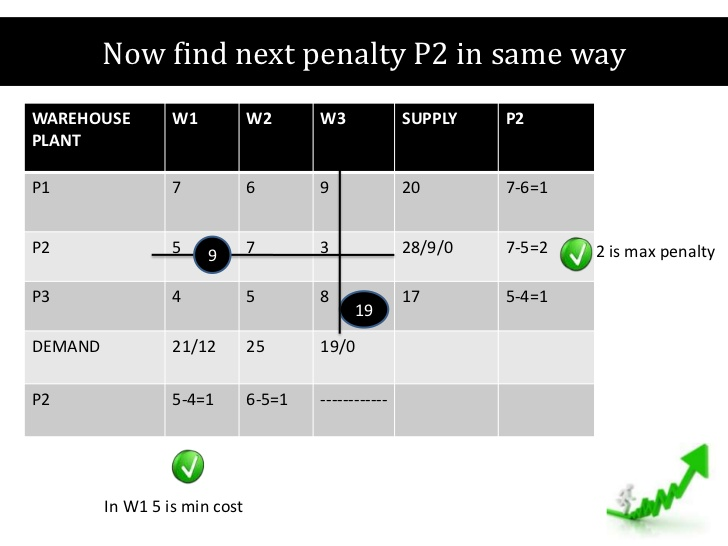 Now find next penalty P2 in same way
WAREHOUSE PLANT W1 W2 W3 SUPPLY P2
P1 7 6 9 20 7-6=1
P2 5 9 7 3 28/9/0 7-5=2 2 is max penalty
P3 4 5 8 19 17 5-4=1
DEMAND 21/12 25 19/0
P2 5-4=1 6-5=1 ------------
In W1 5 is min cost